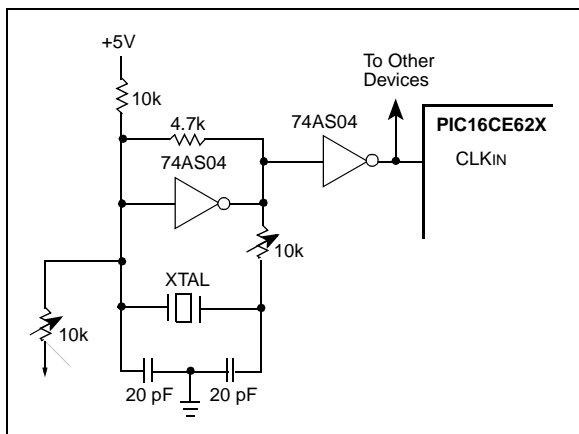 +5V
10k
4.7k
74AS04
74AS04
To Other
Devices
PIC16CE62X
CLKIN
10k
XTAL
10k
20 pF
20 pF